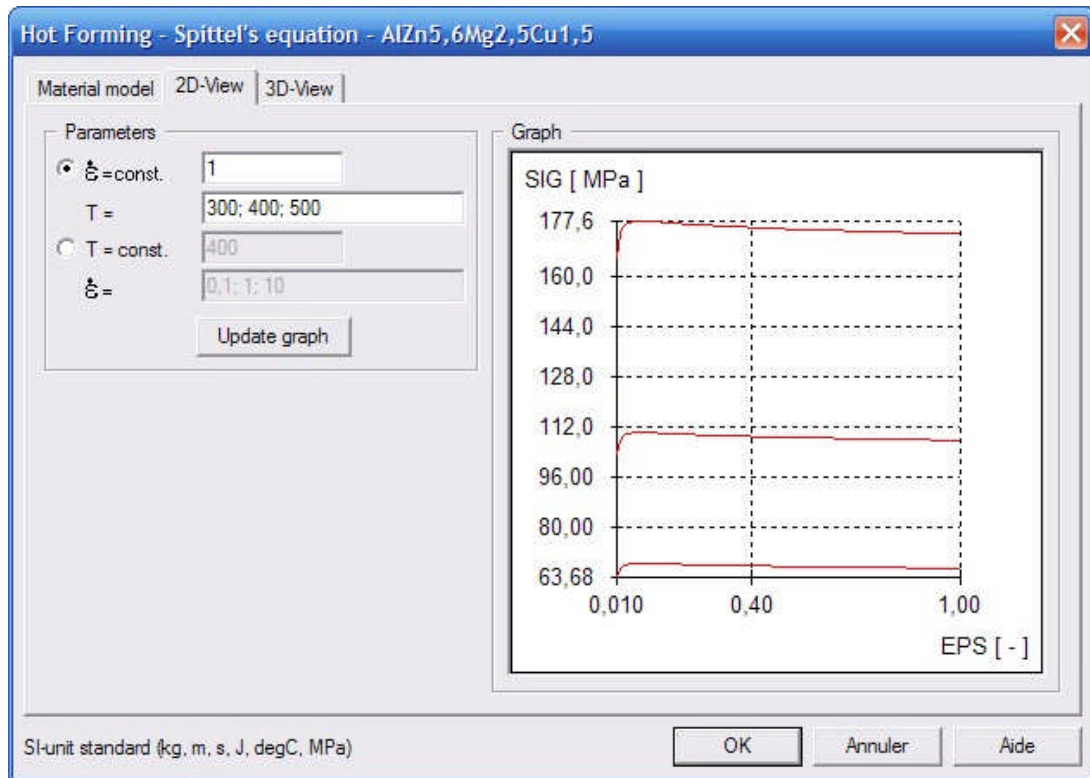 Hot Forming - Spittel's equation - AlZn5,6Mg2,5Cu1,5
Material model 2D-View 3D-View
Parameters
ε̇ =const. 1
T = 300; 400; 500
T = const. 400
ε̇ = 0,1; 1; 10
Update graph
Graph
SIG [ MPa ]
177,6
160,0
144,0
128,0
112,0
96,00
80,00
63,68
0,010 0,40 1,00
EPS [ - ]
SI-unit standard (kg, m, s, J, degC, MPa)
OK Annuler Aide